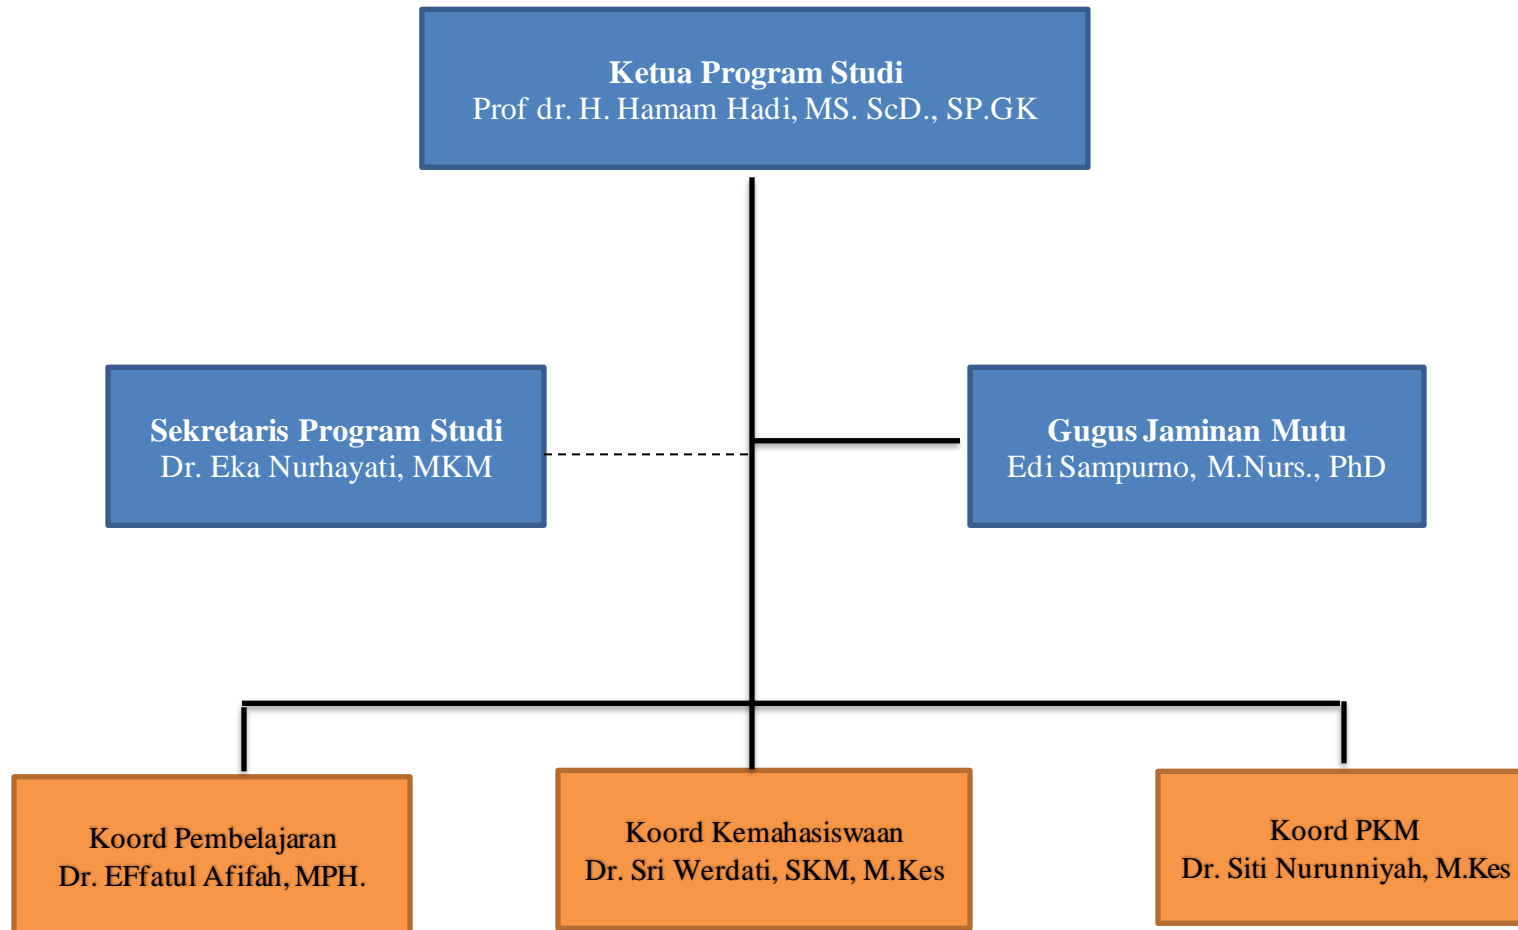 Ketua Program Studi
Prof dr. H. Hamam Hadi, MS. ScD., SP.GK
Sekretaris Program Studi
Dr. Eka Nurhayati, MKM
Gugus Jaminan Mutu
Edi Sampurno, M.Nurs., PhD
Koord Pembelajaran
Dr. EFfatul Afifah, MPH.
Koord Kemahasiswaan
Dr. Sri Werdati, SKM, M.Kes
Koord PKM
Dr. Siti Nurunniyah, M.Kes